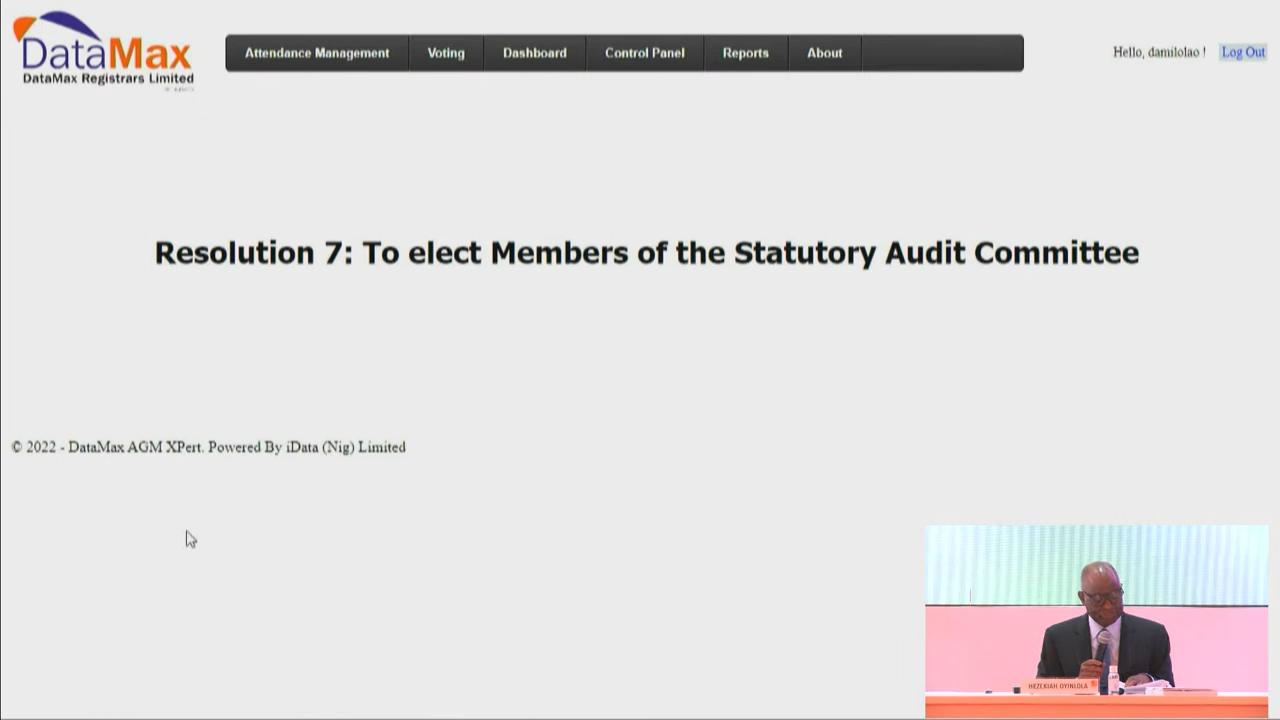 DataMax
DataMax Registrars Limited
Attendance Management
Voting
Dashboard
Control Panel
Reports
About
Hello, damilolao !
Log Out
Resolution 7: To elect Members of the Statutory Audit Committee
© 2022 - DataMax AGM XPert. Powered By iData (Nig) Limited
HEZEKIAH OYINLOLA